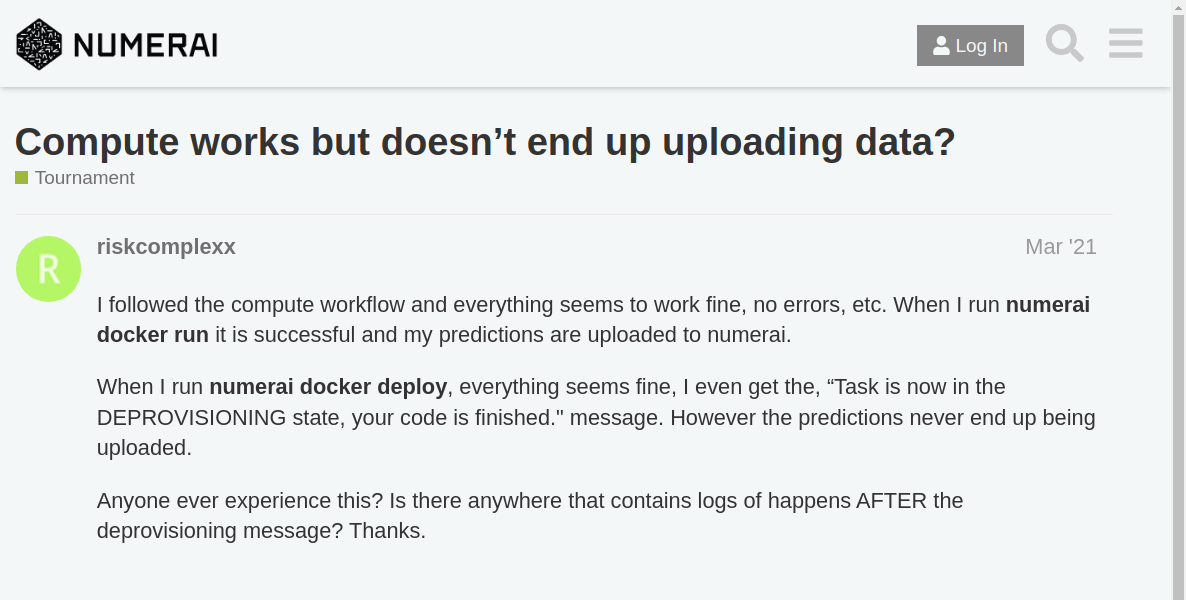 NUMERAI
Log In
Compute works but doesn’t end up uploading data?
Tournament
R
riskcomplexx
Mar '21
I followed the compute workflow and everything seems to work fine, no errors, etc. When I run numerai
docker run it is successful and my predictions are uploaded to numerai.
When I run numerai docker deploy, everything seems fine, I even get the, “Task is now in the
DEPROVISIONING state, your code is finished." message. However the predictions never end up being
uploaded.
Anyone ever experience this? Is there anywhere that contains logs of happens AFTER the
deprovisioning message? Thanks.